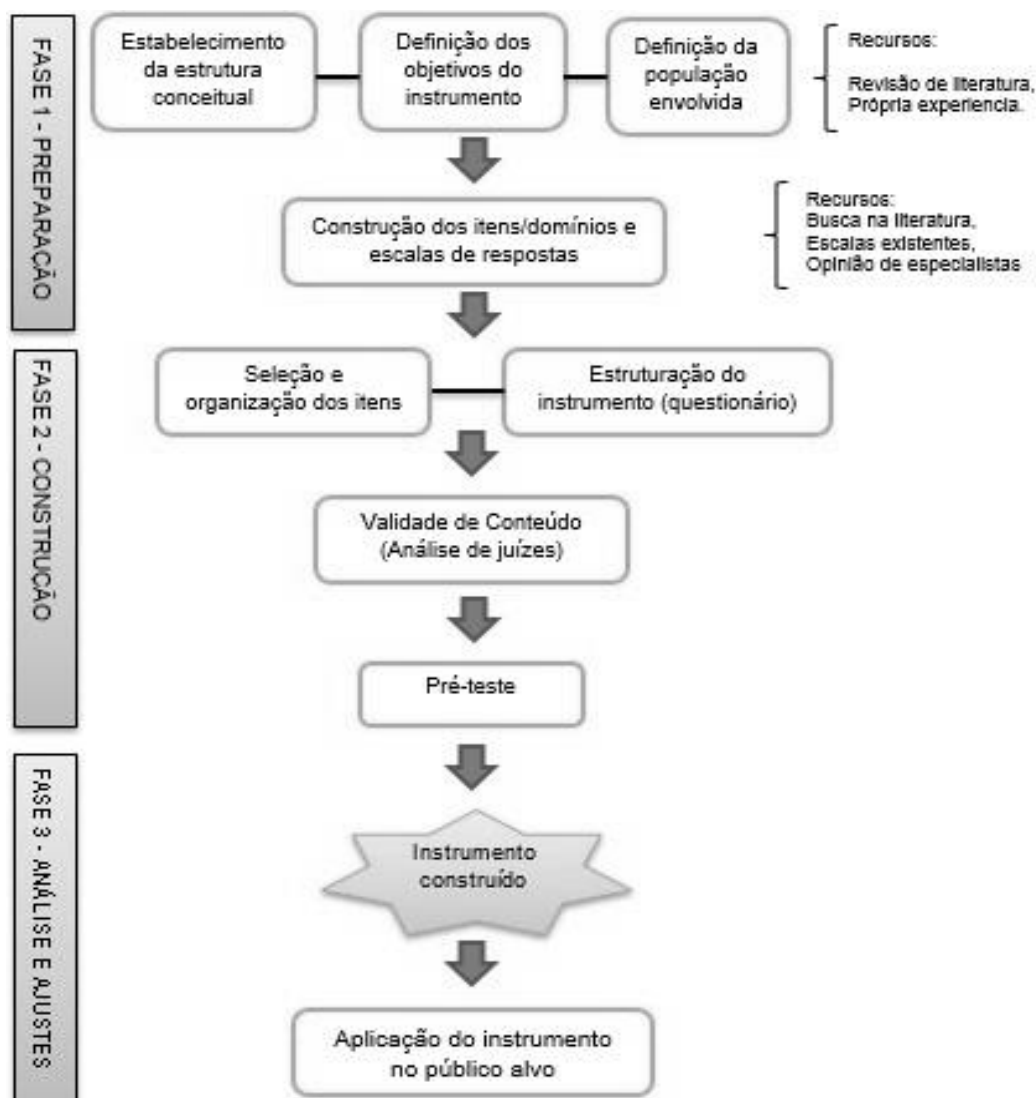 FASE 1 - PREPARAÇÃO
Estabelecimento
da estrutura
conceitual
Definição dos
objetivos do
instrumento
Definição da
população
envolvida
Recursos:
Revisão de literatura,
Própria experiencia.
Construção dos itens/domínios e
escalas de respostas
Recursos:
Busca na literatura,
Escalas existentes,
Opinião de especialistas
FASE 2 - CONSTRUÇÃO
Seleção e
organização dos itens
Estruturação do
instrumento (questionário)
Validade de Conteúdo
(Análise de juízes)
Pré-teste
FASE 3 - ANÁLISE E AJUSTES
Instrumento
construído
Aplicação do instrumento
no público alvo